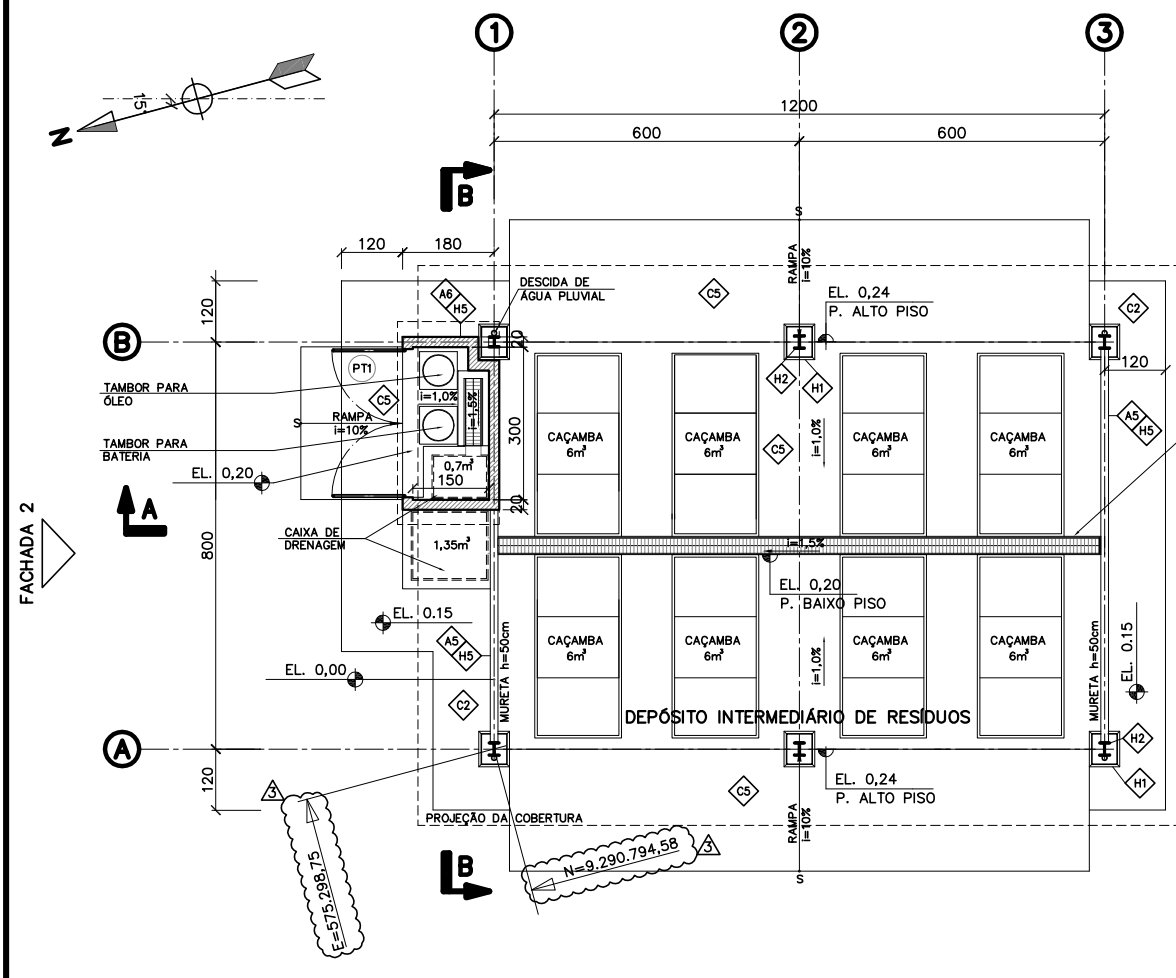 1
2
3
1200
600
600
15°
N
B
120
180
S
RAMPA
i=10%
DESCIDA DE
ÁGUA PLUVIAL
C5
EL. 0,24
P. ALTO PISO
A6
H5
C2
120
B
20
120
PT1
H2
H1
TAMBOR PARA
ÓLEO
C5
i=1,0%
i=1,5%
A5
H5
RAMPA
i=10%
S
300
CAÇAMBA
6m³
CAÇAMBA
6m³
C5
i=1,0%
CAÇAMBA
6m³
CAÇAMBA
6m³
TAMBOR PARA
BATERIA
0,7m³
150
EL. 0,20
A
20
CAIXA DE
DRENAGEM
1,35m³
i=1,5%
800
FACHADA 2
EL. 0,20
P. BAIXO PISO
EL. 0.15
A5
H5
MURETA h=50cm
CAÇAMBA
6m³
CAÇAMBA
6m³
i=1,0%
CAÇAMBA
6m³
CAÇAMBA
6m³
MURETA h=50cm
EL. 0.15
EL. 0,00
C2
DEPÓSITO INTERMEDIÁRIO DE RESÍDUOS
A
H2
H1
120
C5
EL. 0,24
P. ALTO PISO
3
PROJEÇÃO DA COBERTURA
RAMPA
i=10%
S
E=575.298,75
N=9.290.794,58
3
B